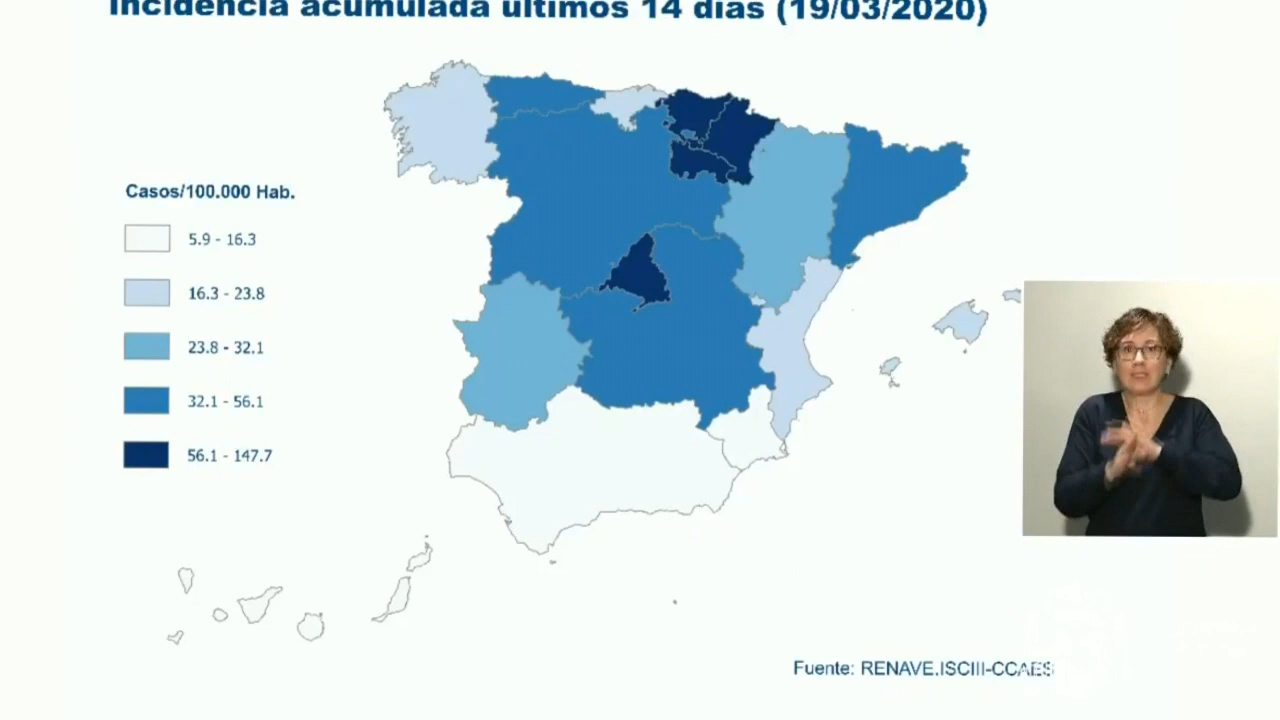 Incidencia acumulada últimos 14 días (19/03/2020)
Casos/100.000 Hab.
5.9 - 16.3
16.3 - 23.8
23.8 - 32.1
32.1 - 56.1
56.1 - 147.7
Fuente: RENAVE.ISCIII-CCAES